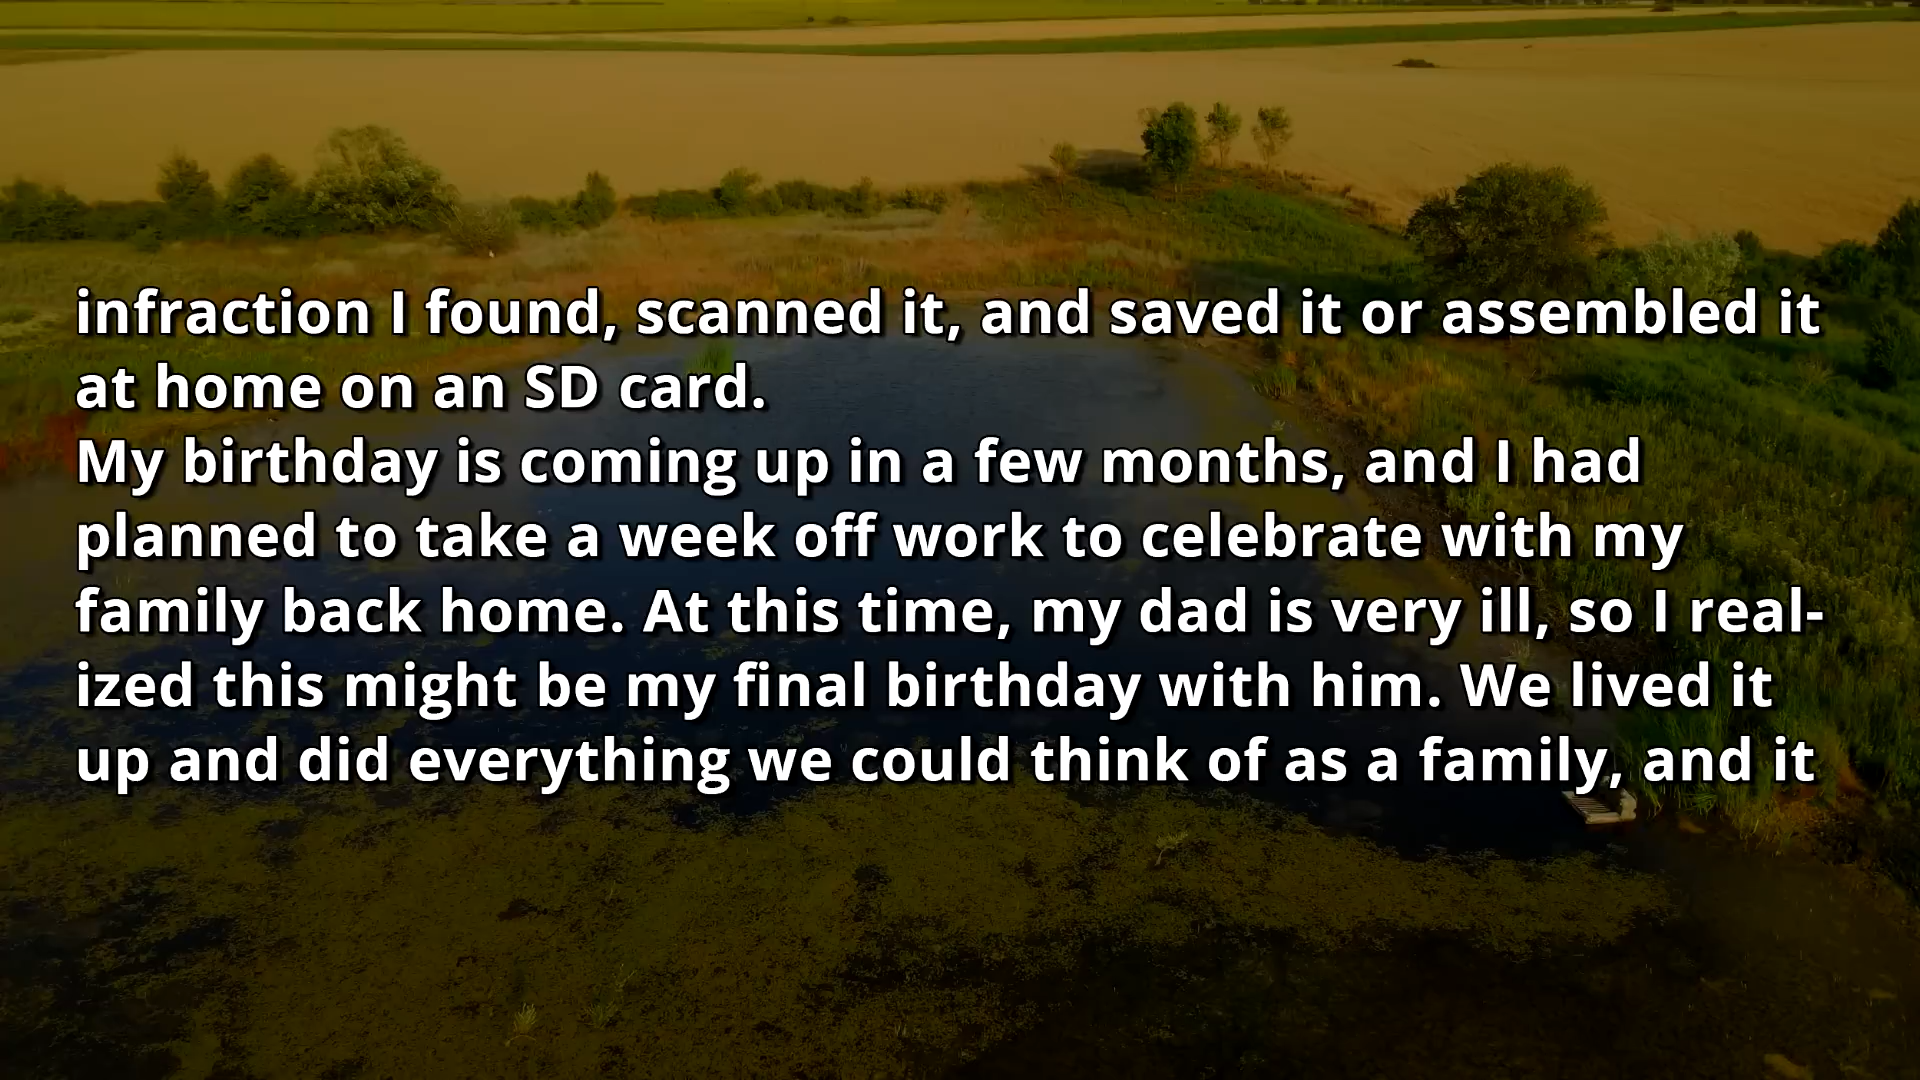 infraction I found, scanned it, and saved it or assembled it
at home on an SD card.
My birthday is coming up in a few months, and I had
planned to take a week off work to celebrate with my
family back home. At this time, my dad is very ill, so I real-
ized this might be my final birthday with him. We lived it
up and did everything we could think of as a family, and it